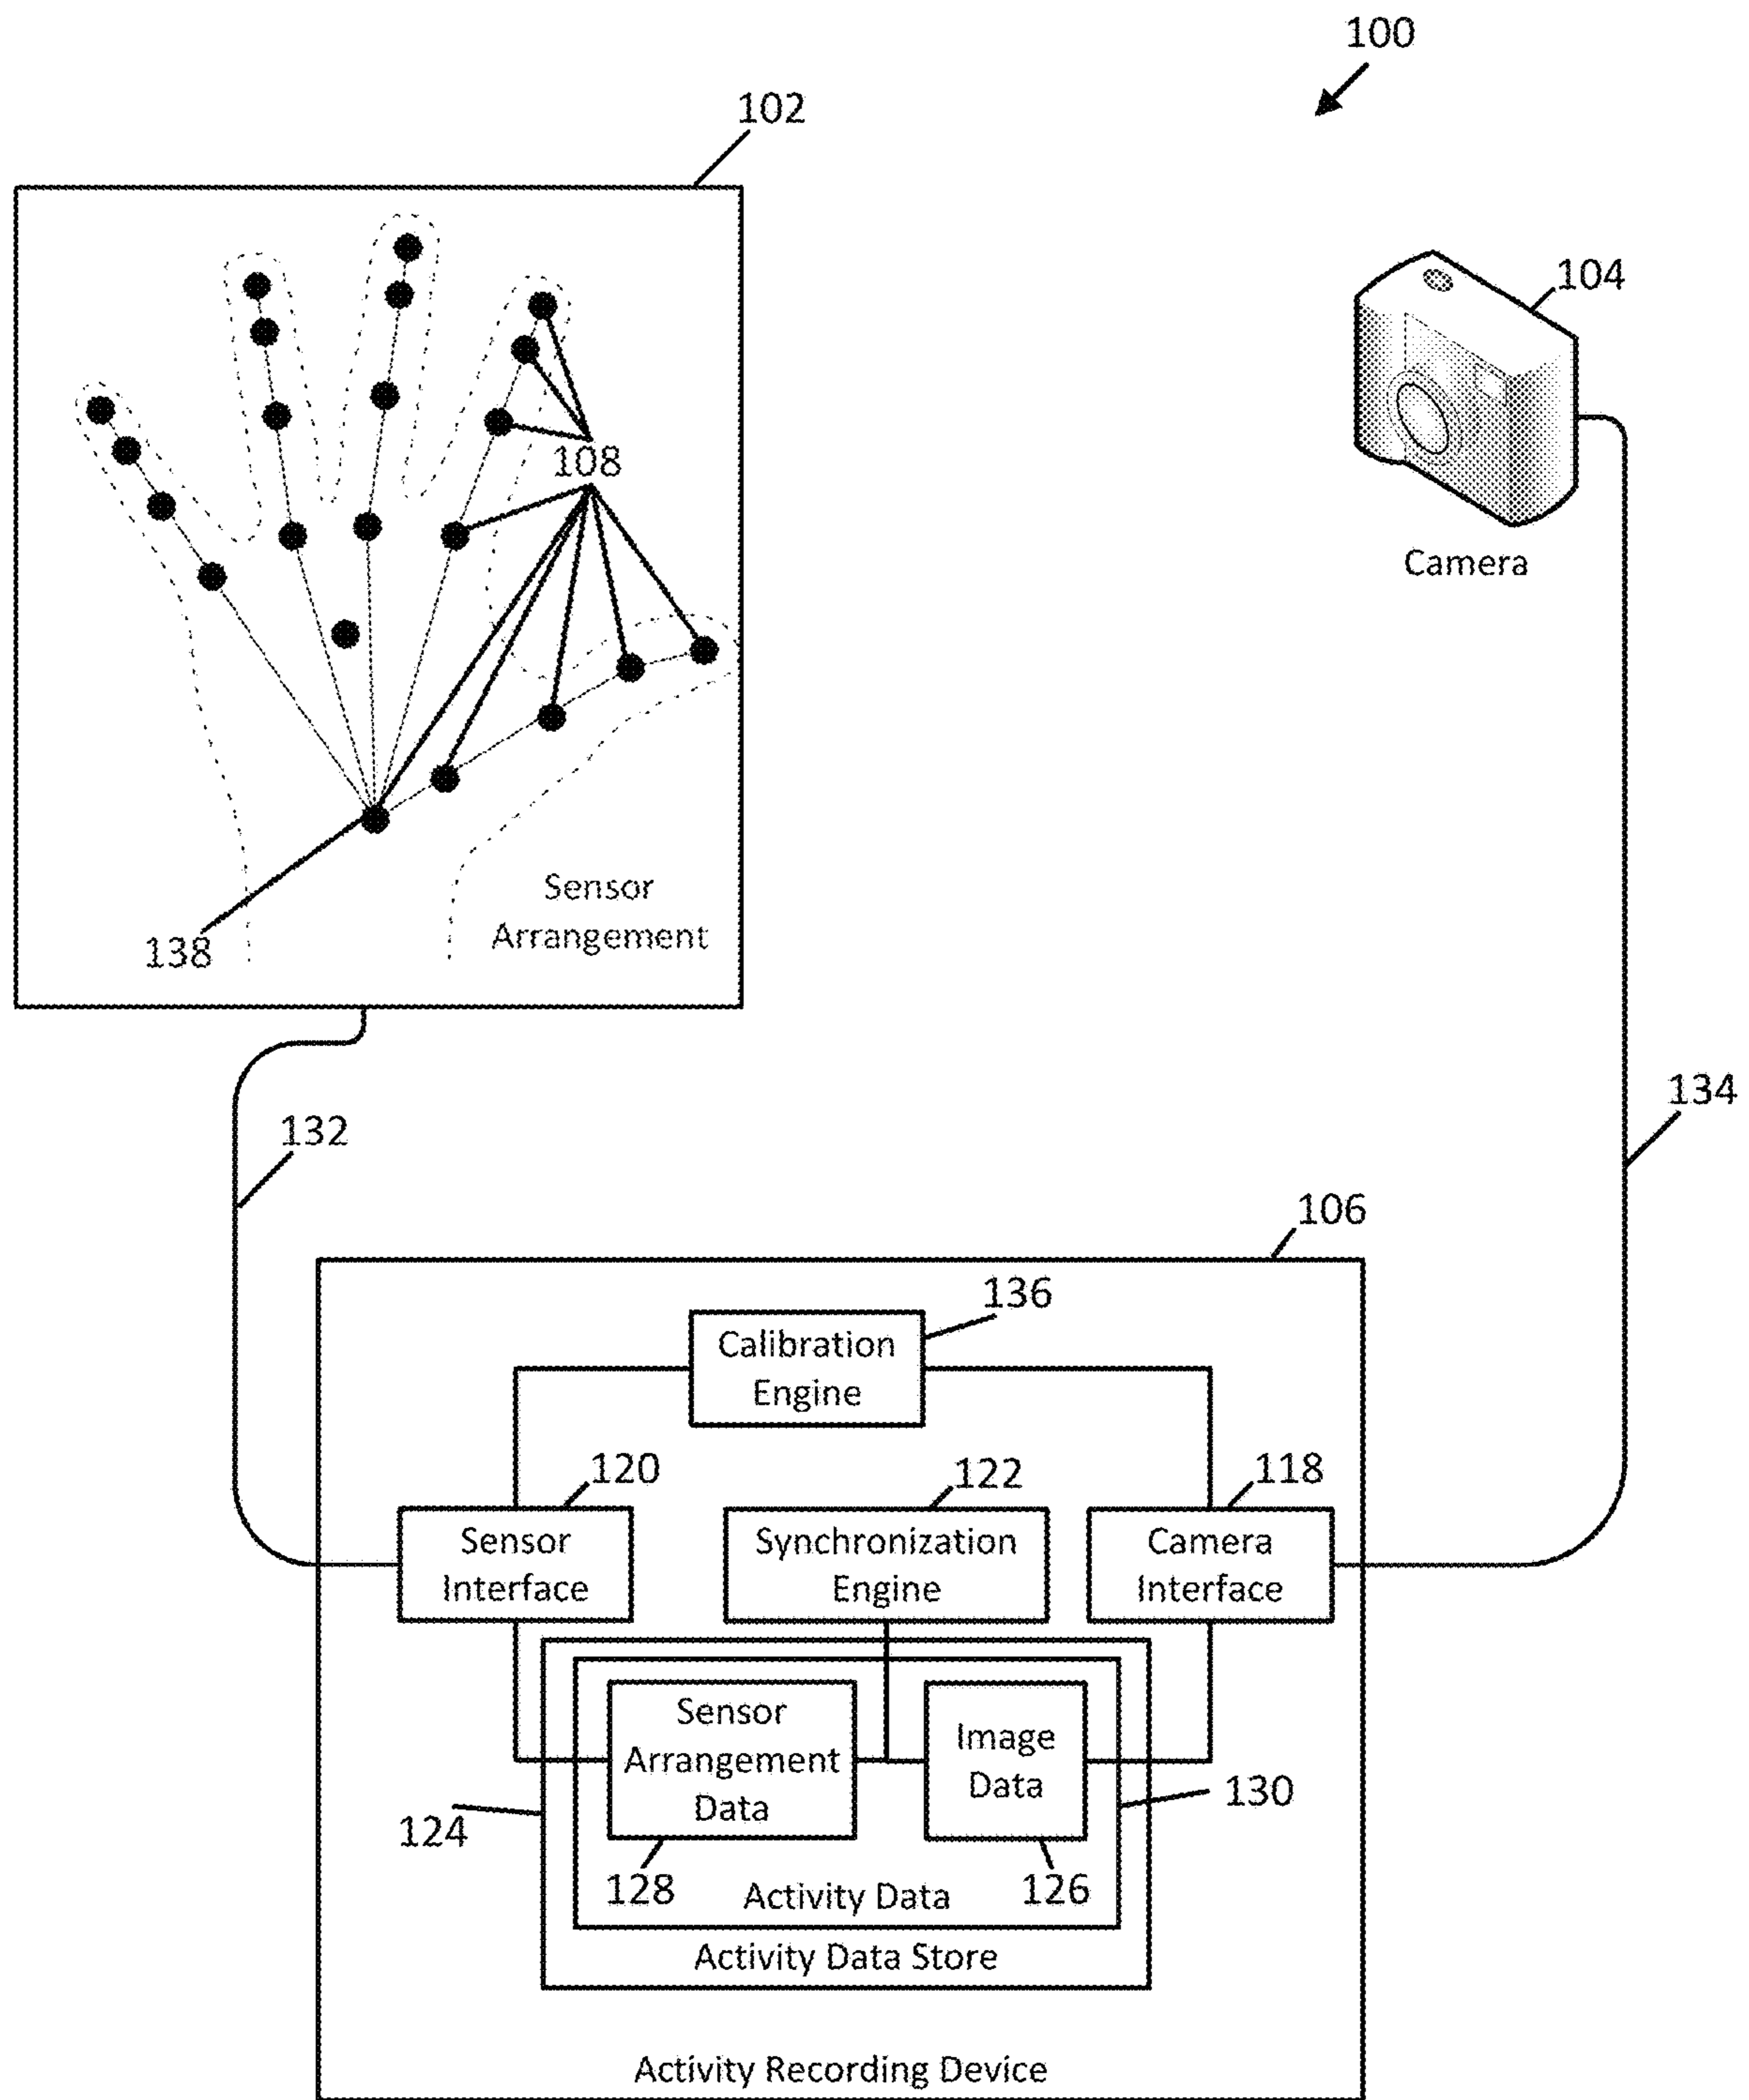 100
102
104
Camera
108
Sensor
Arrangement
138
134
132
106
136
Calibration
Engine
120
122
118
Sensor
Interface
Synchronization
Engine
Camera
Interface
Sensor
Arrangement
Data
Image
Data
130
124
128
126
Activity Data
Activity Data Store
Activity Recording Device